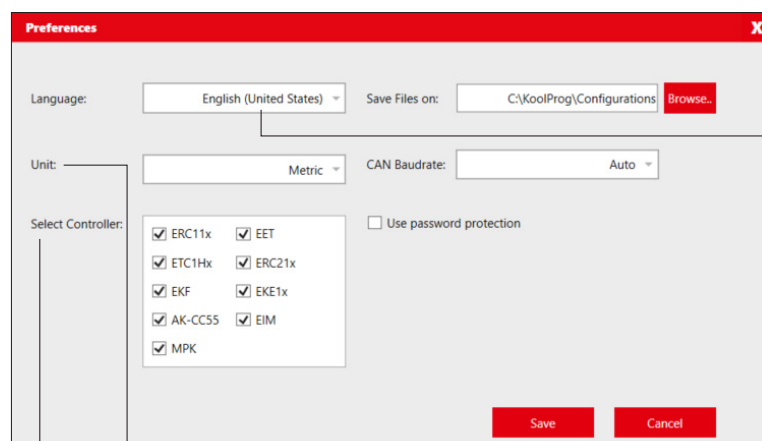 Preferences X
Language: English (United States) Save Files on: C:\KoolProg\Configurations Browse..
Unit: Metric CAN Baudrate: Auto
Select Controller: Use password protection
ERC11x EET
ETC1Hx ERC21x
EKF EKE1x
AK-CC55 EIM
MPK
Save Cancel